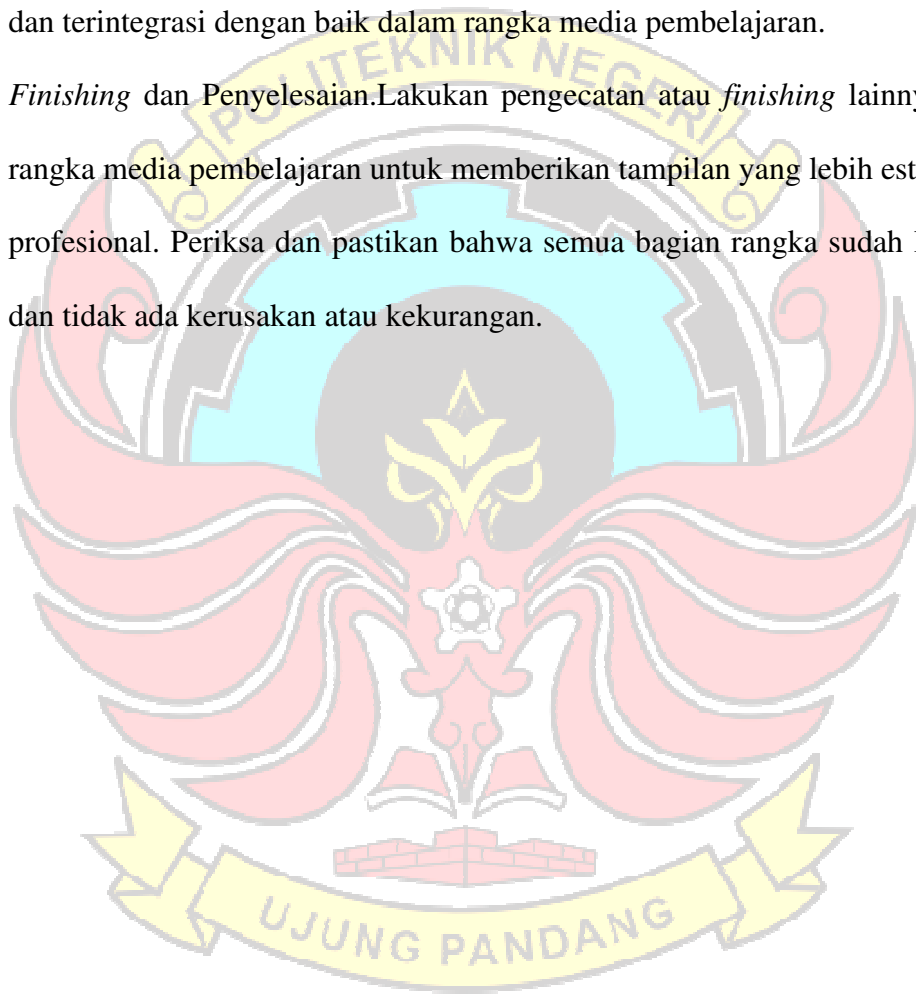 dan terintegrasi dengan baik dalam rangka media pembelajaran.
POLITEKNIK NEGERI
Finishing dan Penyelesaian.Lakukan pengecatan atau finishing
rangka media pembelajaran untuk memberikan tampilan yang lebih
profesional. Periksa dan pastikan bahwa semua bagian rangka sudah
dan tidak ada kerusakan atau kekurangan.
UJUNG PANDANG